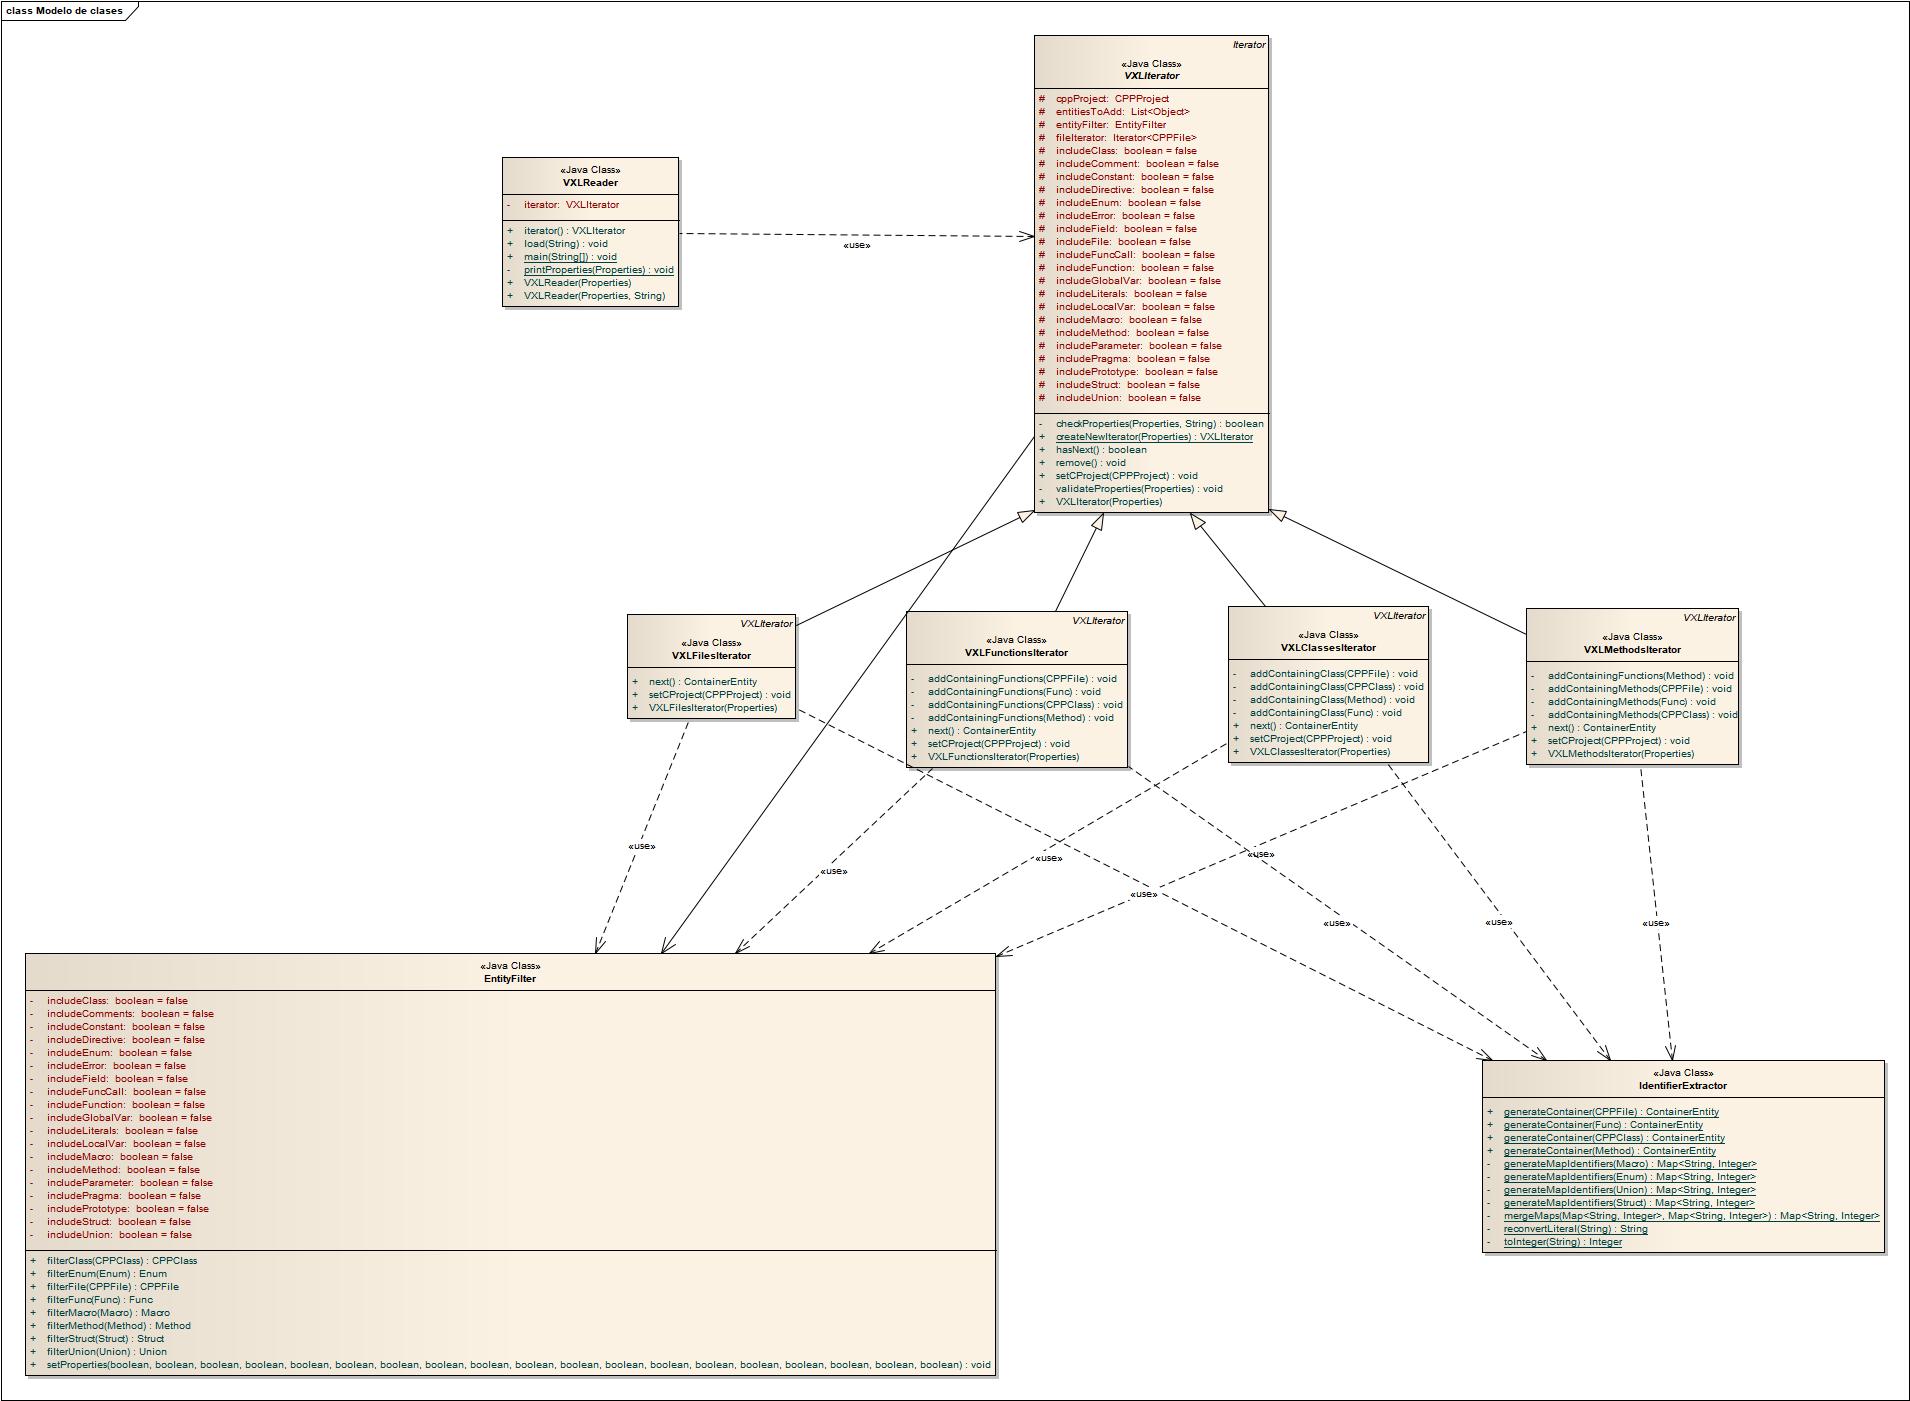 class Modelo de clases
Iterator
«Java Class»
VXLIterator
# cppProject: CPPProject
# entitiesToAdd: List<Object>
# entityFilter: EntityFilter
# fileIterator: Iterator<CPPFile>
# includeClass: boolean = false
# includeComment: boolean = false
# includeConstant: boolean = false
# includeDirective: boolean = false
# includeEnum: boolean = false
# includeError: boolean = false
# includeField: boolean = false
# includeFile: boolean = false
# includeFuncCall: boolean = false
# includeFunction: boolean = false
# includeGlobalVar: boolean = false
# includeLiterals: boolean = false
# includeLocalVar: boolean = false
# includeMacro: boolean = false
# includeMethod: boolean = false
# includeParameter: boolean = false
# includePragma: boolean = false
# includePrototype: boolean = false
# includeStruct: boolean = false
# includeUnion: boolean = false
- checkProperties(Properties, String) : boolean
+ createNewIterator(Properties) : VXLIterator
+ hasNext() : boolean
+ remove() : void
+ setCProject(CPPProject) : void
- validateProperties(Properties) : void
+ VXLIterator(Properties)
«Java Class»
VXLReader
- iterator: VXLIterator
+ iterator() : VXLIterator
+ load(String) : void
+ main(String[]) : void
- printProperties(Properties) : void
+ VXLReader(Properties)
+ VXLReader(Properties, String)
«use»
VXLIterator
«Java Class»
VXLFilesIterator
+ next() : ContainerEntity
+ setCProject(CPPProject) : void
+ VXLFilesIterator(Properties)
VXLIterator
«Java Class»
VXLFunctionsIterator
- addContainingFunctions(CPPFile) : void
- addContainingFunctions(Func) : void
- addContainingFunctions(CPPClass) : void
- addContainingFunctions(Method) : void
+ next() : ContainerEntity
+ setCProject(CPPProject) : void
+ VXLFunctionsIterator(Properties)
VXLIterator
«Java Class»
VXLClassesIterator
- addContainingClass(CPPFile) : void
- addContainingClass(CPPClass) : void
- addContainingClass(Method) : void
- addContainingClass(Func) : void
+ next() : ContainerEntity
+ setCProject(CPPProject) : void
+ VXLClassesIterator(Properties)
VXLIterator
«Java Class»
VXLMethodsIterator
- addContainingFunctions(Method) : void
- addContainingMethods(CPPFile) : void
- addContainingMethods(Func) : void
- addContainingMethods(CPPClass) : void
+ next() : ContainerEntity
+ setCProject(CPPProject) : void
+ VXLMethodsIterator(Properties)
«use»
«use»
«use»
«use»
«use»
«use»
«use»
«use»
«Java Class»
EntityFilter
- includeClass: boolean = false
- includeComments: boolean = false
- includeConstant: boolean = false
- includeDirective: boolean = false
- includeEnum: boolean = false
- includeError: boolean = false
- includeField: boolean = false
- includeFuncCall: boolean = false
- includeFunction: boolean = false
- includeGlobalVar: boolean = false
- includeLiterals: boolean = false
- includeLocalVar: boolean = false
- includeMacro: boolean = false
- includeMethod: boolean = false
- includeParameter: boolean = false
- includePragma: boolean = false
- includePrototype: boolean = false
- includeStruct: boolean = false
- includeUnion: boolean = false
+ filterClass(CPPClass) : CPPClass
+ filterEnum(Enum) : Enum
+ filterFile(CPPFile) : CPPFile
+ filterFunc(Func) : Func
+ filterMacro(Macro) : Macro
+ filterMethod(Method) : Method
+ filterStruct(Struct) : Struct
+ filterUnion(Union) : Union
+ setProperties(boolean, boolean, boolean, boolean, boolean, boolean, boolean, boolean, boolean, boolean, boolean, boolean, boolean, boolean, boolean, boolean, boolean, boolean, boolean) : void
«Java Class»
IdentifierExtractor
+ generateContainer(CPPFile) : ContainerEntity
+ generateContainer(Func) : ContainerEntity
+ generateContainer(CPPClass) : ContainerEntity
+ generateContainer(Method) : ContainerEntity
- generateMapIdentifiers(Macro) : Map<String, Integer>
- generateMapIdentifiers(Enum) : Map<String, Integer>
- generateMapIdentifiers(Union) : Map<String, Integer>
- generateMapIdentifiers(Struct) : Map<String, Integer>
- mergeMaps(Map<String, Integer>, Map<String, Integer>) : Map<String, Integer>
- reconvertLiteral(String) : String
- toInteger(String) : Integer